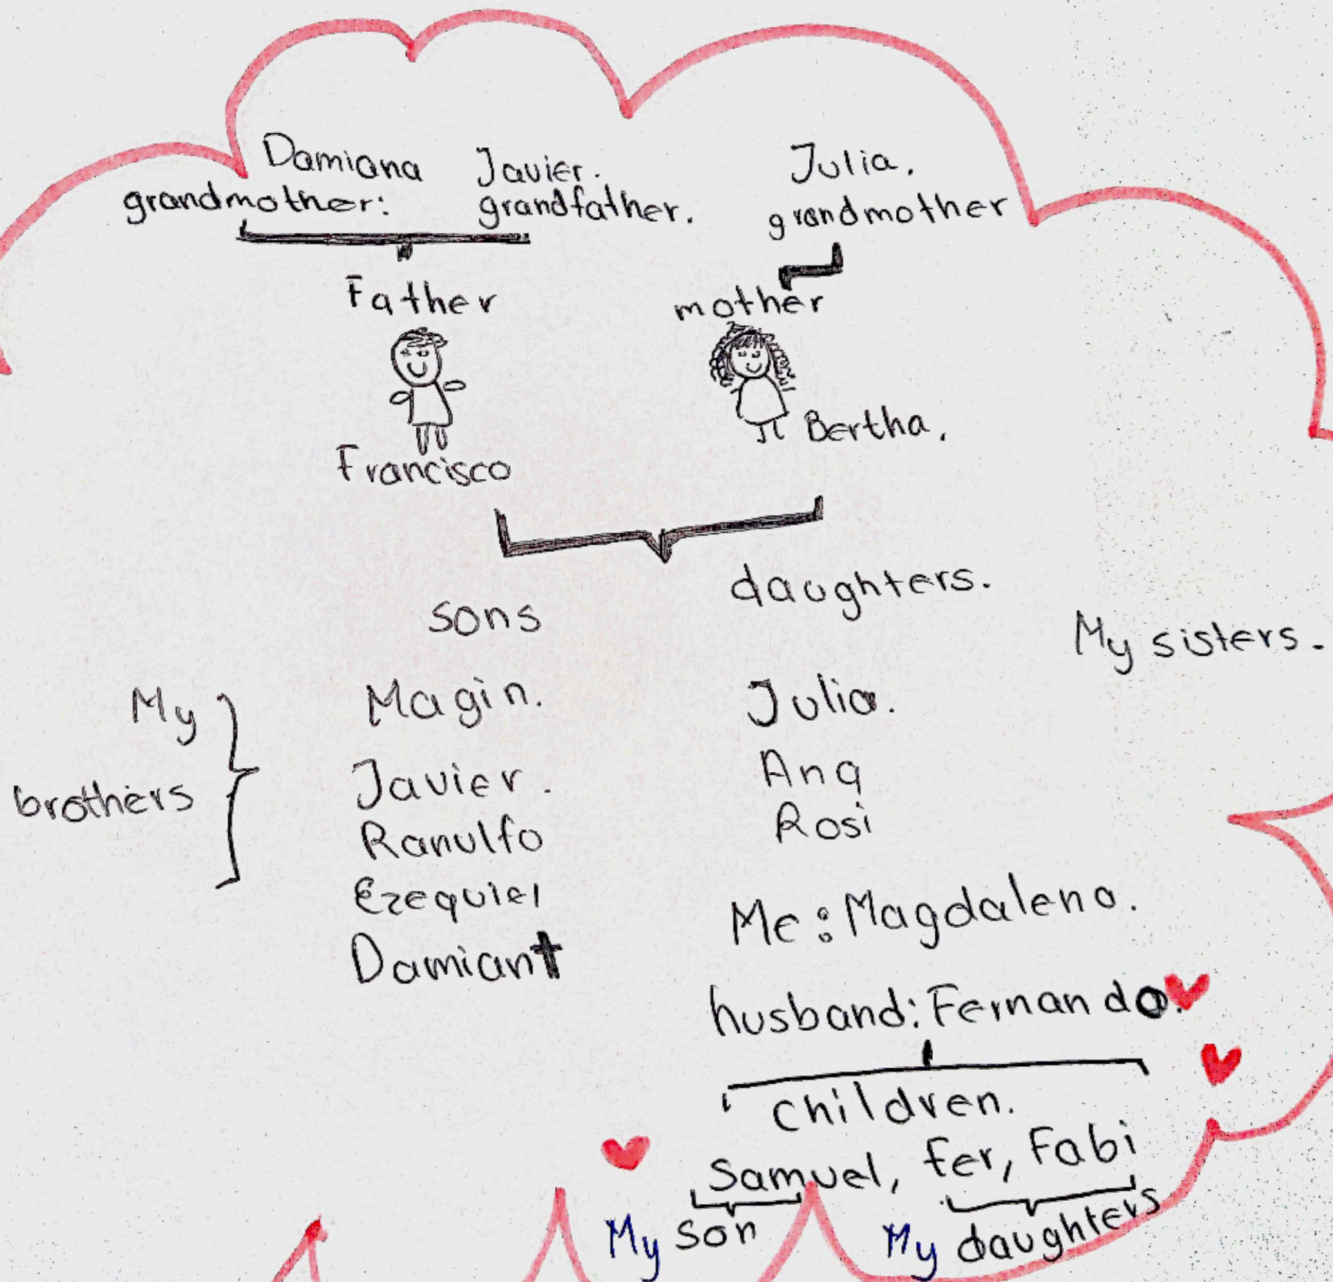 Damiana Javier. Julia.
grandmother: grandfather. grandmother
Father mother
Bertha.
Francisco
daughters.
sons
My sisters.
My Magin. Julia.
brothers Javier. Ana
Ranulfo Rosi
Ezequiel
Me: Magdalena.
Damian✝
husband: Fernando.
children.
Samuel, fer, Fabi
My son My daughters